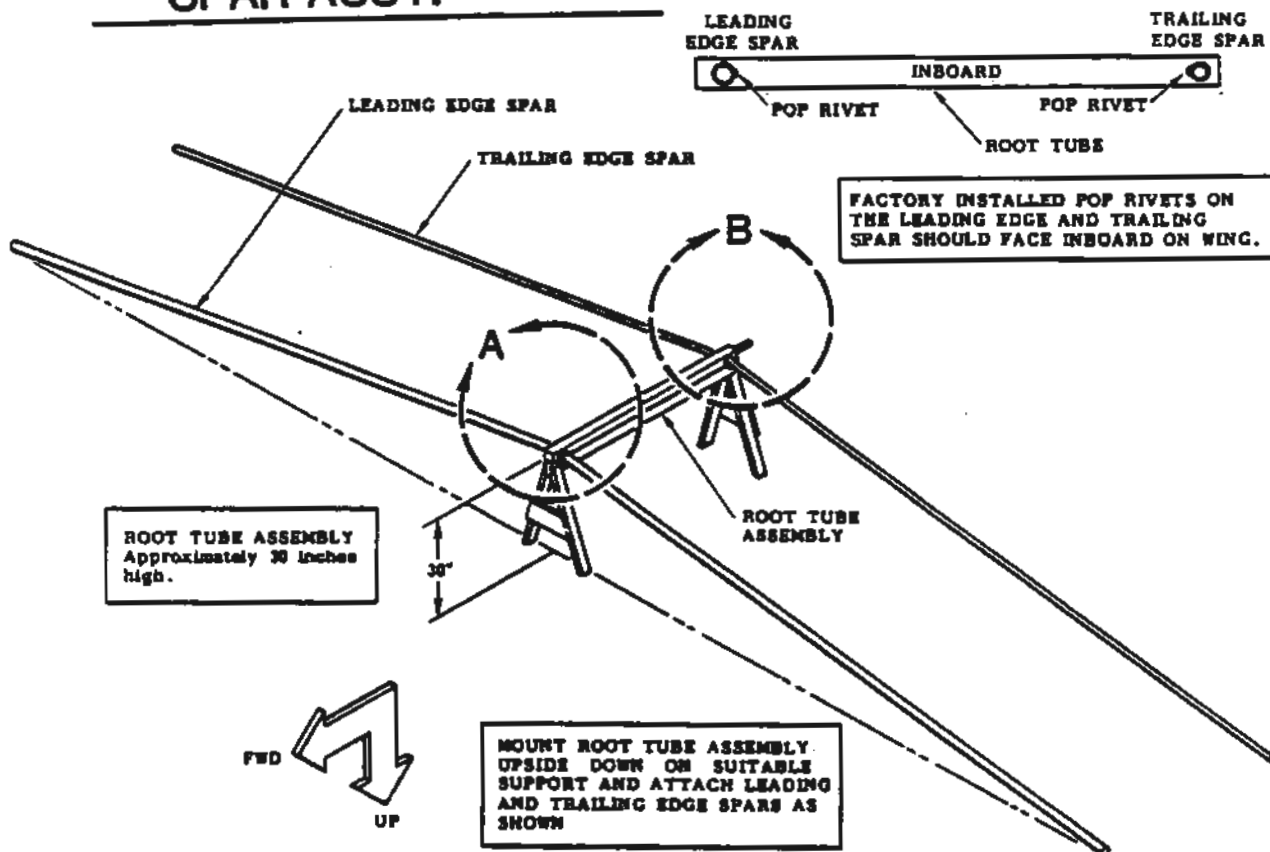 SPAR ASSY.
LEADING
EDGE SPAR
TRAILING
EDGE SPAR
INBOARD
POP RIVET
POP RIVET
ROOT TUBE
LEADING EDGE SPAR
TRAILING EDGE SPAR
FACTORY INSTALLED POP RIVETS ON
THE LEADING EDGE AND TRAILING
SPAR SHOULD FACE INBOARD ON WING.
B
A
ROOT TUBE
ASSEMBLY
ROOT TUBE ASSEMBLY
Approximately 30 inches
high.
30"
FWD
UP
MOUNT ROOT TUBE ASSEMBLY
UPSIDE DOWN ON SUITABLE
SUPPORT AND ATTACH LEADING
AND TRAILING EDGE SPARS AS
SHOWN